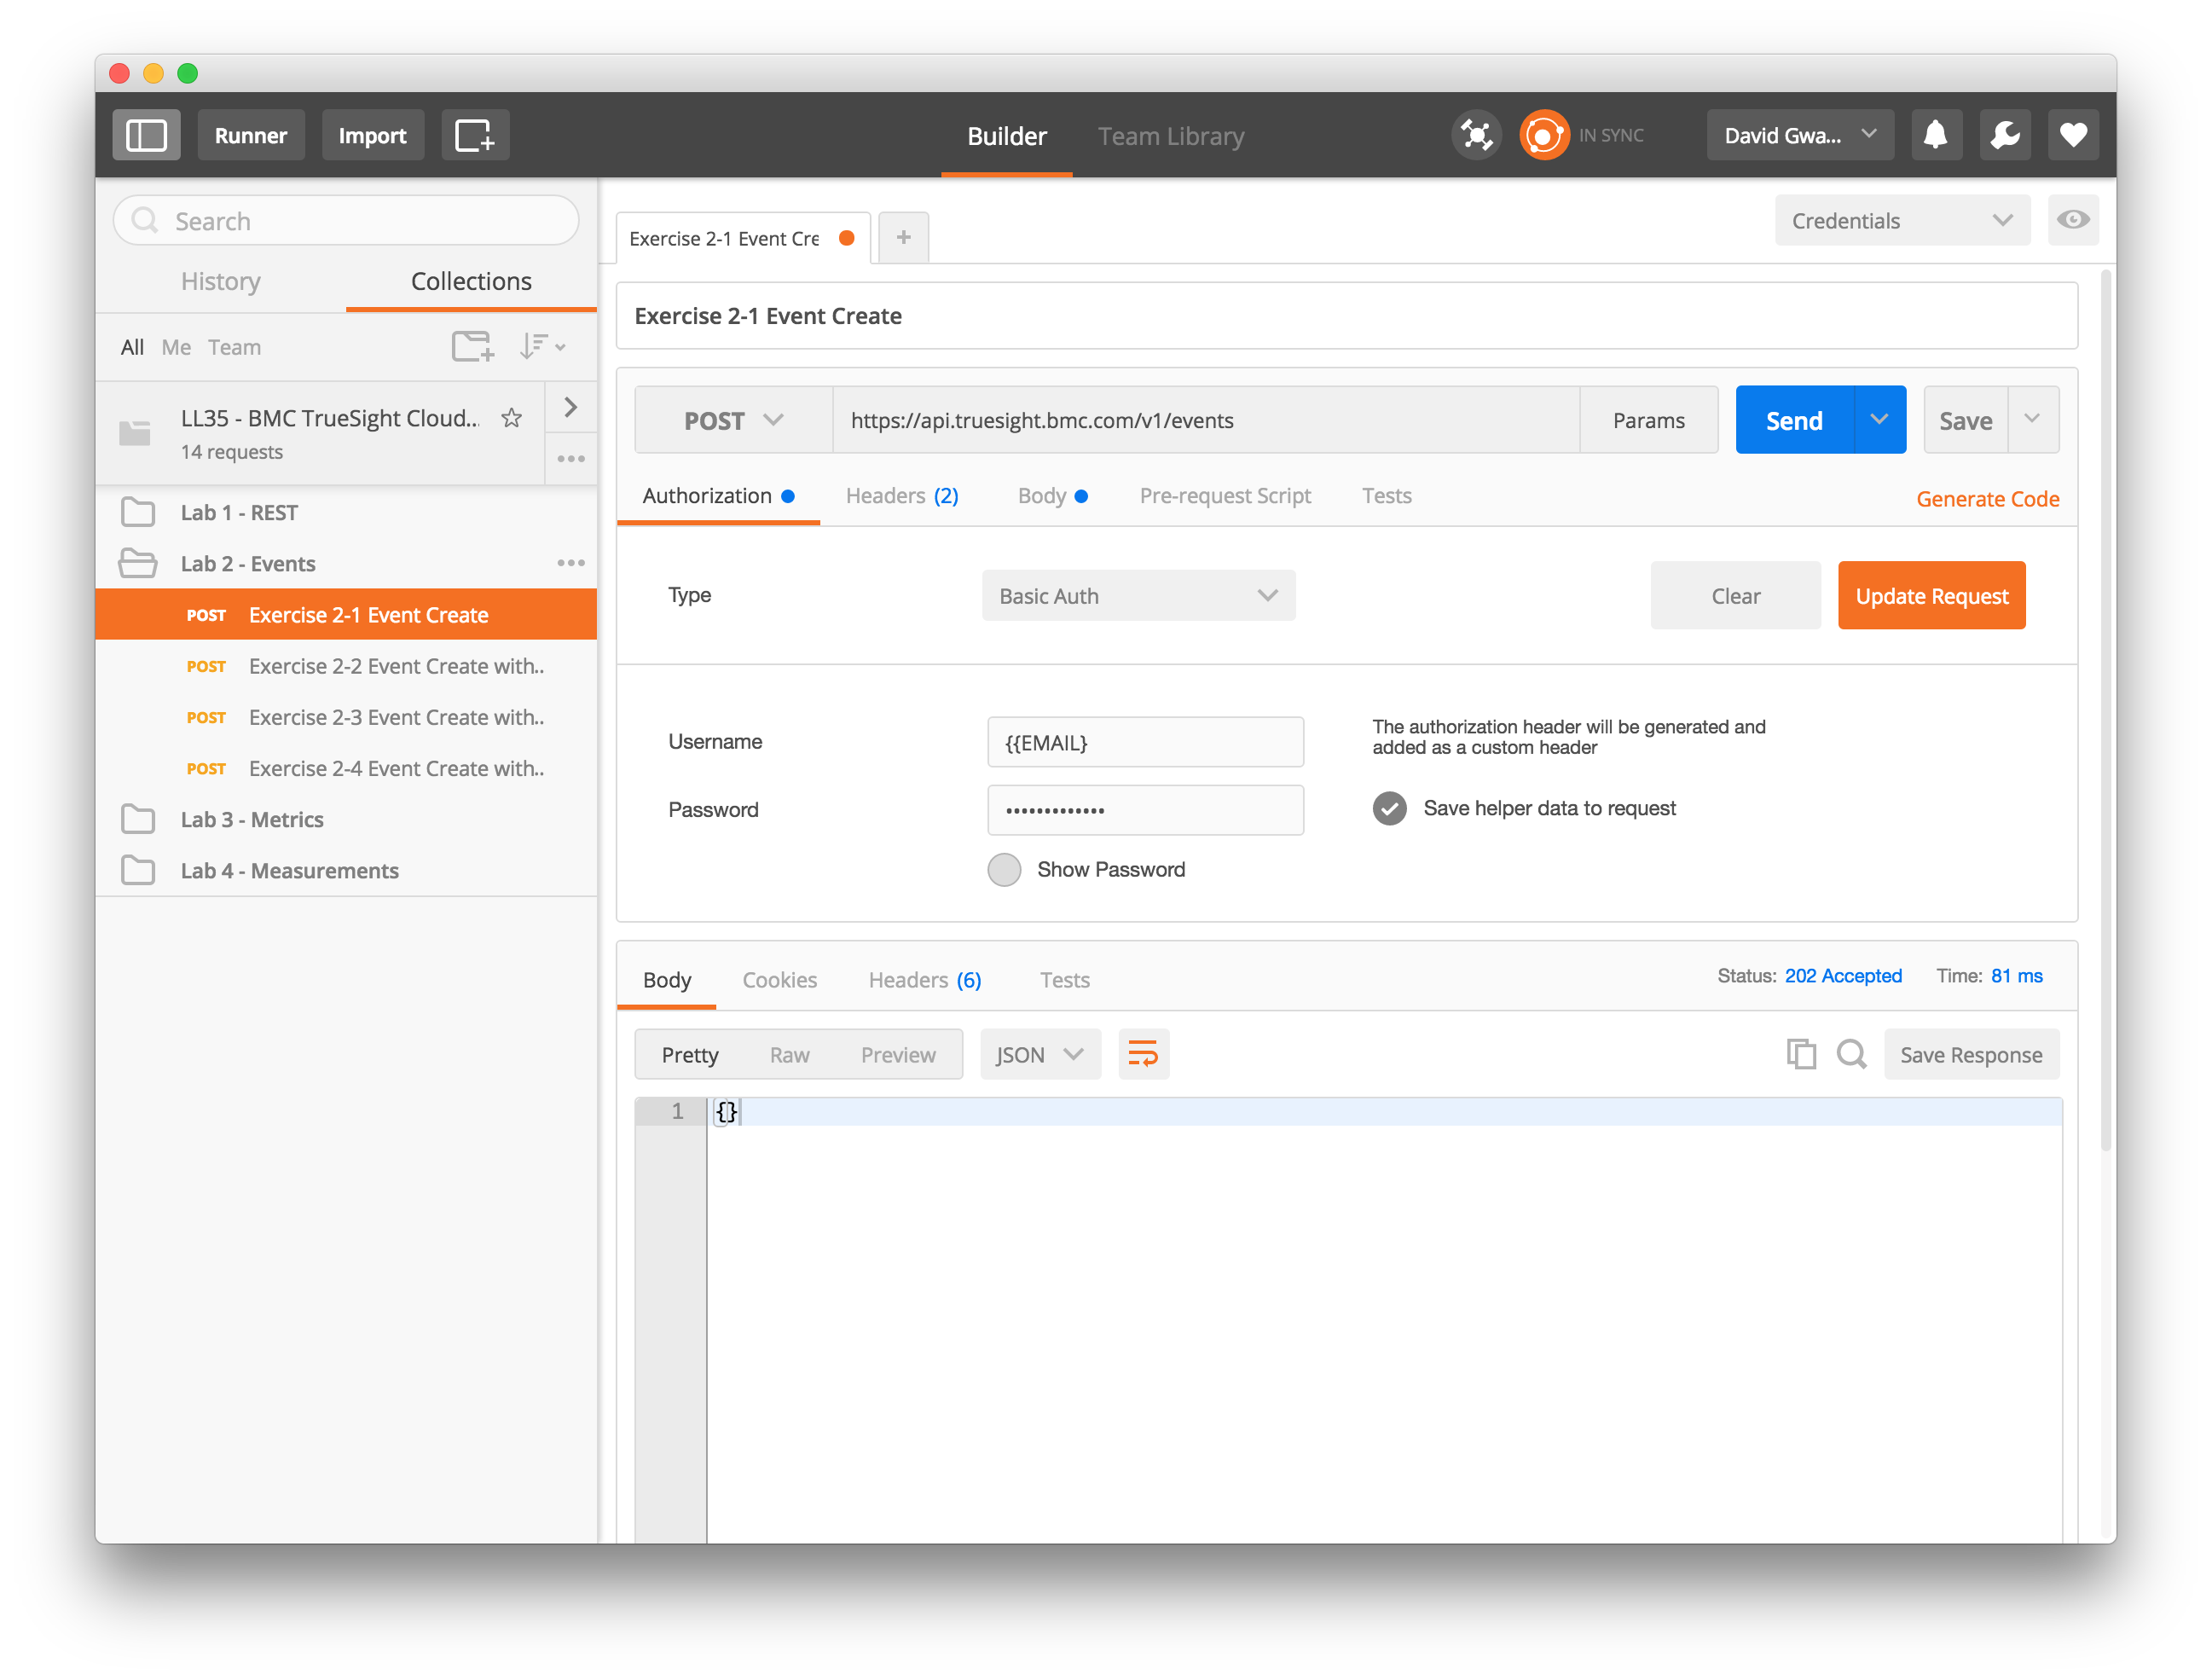 Runner Import Builder Team Library IN SYNC David Gwa...
Search
History Collections
All Me Team
LL35 - BMC TrueSight Cloud..
14 requests
Lab 1 - REST
Lab 2 - Events
POST Exercise 2-1 Event Create
POST Exercise 2-2 Event Create with..
POST Exercise 2-3 Event Create with..
POST Exercise 2-4 Event Create with..
Lab 3 - Metrics
Lab 4 - Measurements
Exercise 2-1 Event Cre +
Credentials
Exercise 2-1 Event Create
POST https://api.truesight.bmc.com/v1/events Params Send Save
Authorization Headers (2) Body Pre-request Script Tests Generate Code
Type Basic Auth Clear Update Request
Username {{EMAIL} The authorization header will be generated and
added as a custom header
Password ••••••••••••• Save helper data to request
Show Password
Body Cookies Headers (6) Tests Status: 202 Accepted Time: 81 ms
Pretty Raw Preview JSON Save Response
1 {}